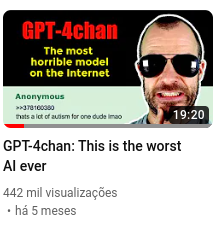 GPT-4chan
The most
horrible model
on the Internet
Anonymous
>>378160380
thats a lot of autism for one dude lmao
19:20
GPT-4chan: This is the worst
AI ever
442 mil visualizações
• há 5 meses